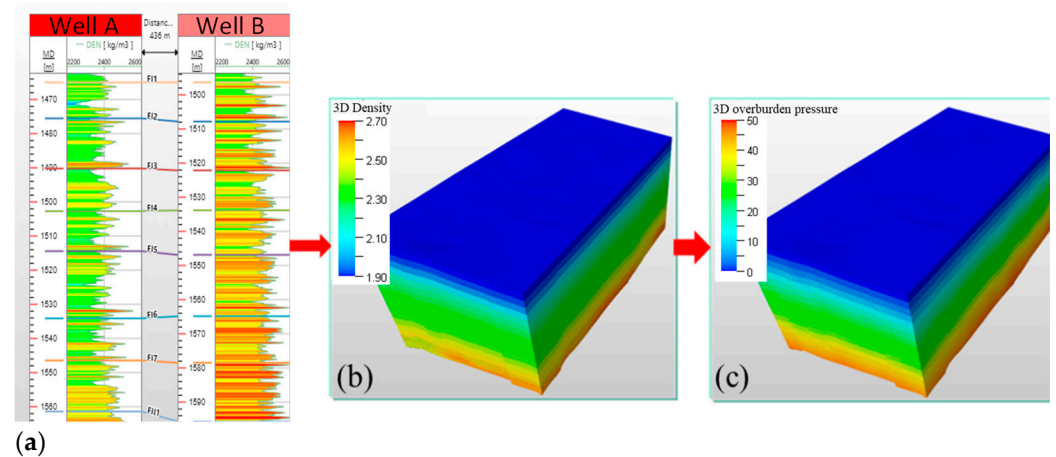 Well A
Distanc...
436 m
Well B
DEN [ kg/m3 ]
DEN [ kg/m3 ]
MD
[m]
2200
2400
2600
MD
[m]
2200
2400
2600
FI1
FI2
FI3
FI4
FI5
FI6
FI7
FII1
1470
1480
1490
1500
1510
1520
1530
1540
1550
1560
1500
1510
1520
1530
1540
1550
1560
1570
1580
1590
(a)
3D Density
2.70
2.50
2.30
2.10
1.90
(b)
3D overburden pressure
50
40
30
20
10
0
(c)